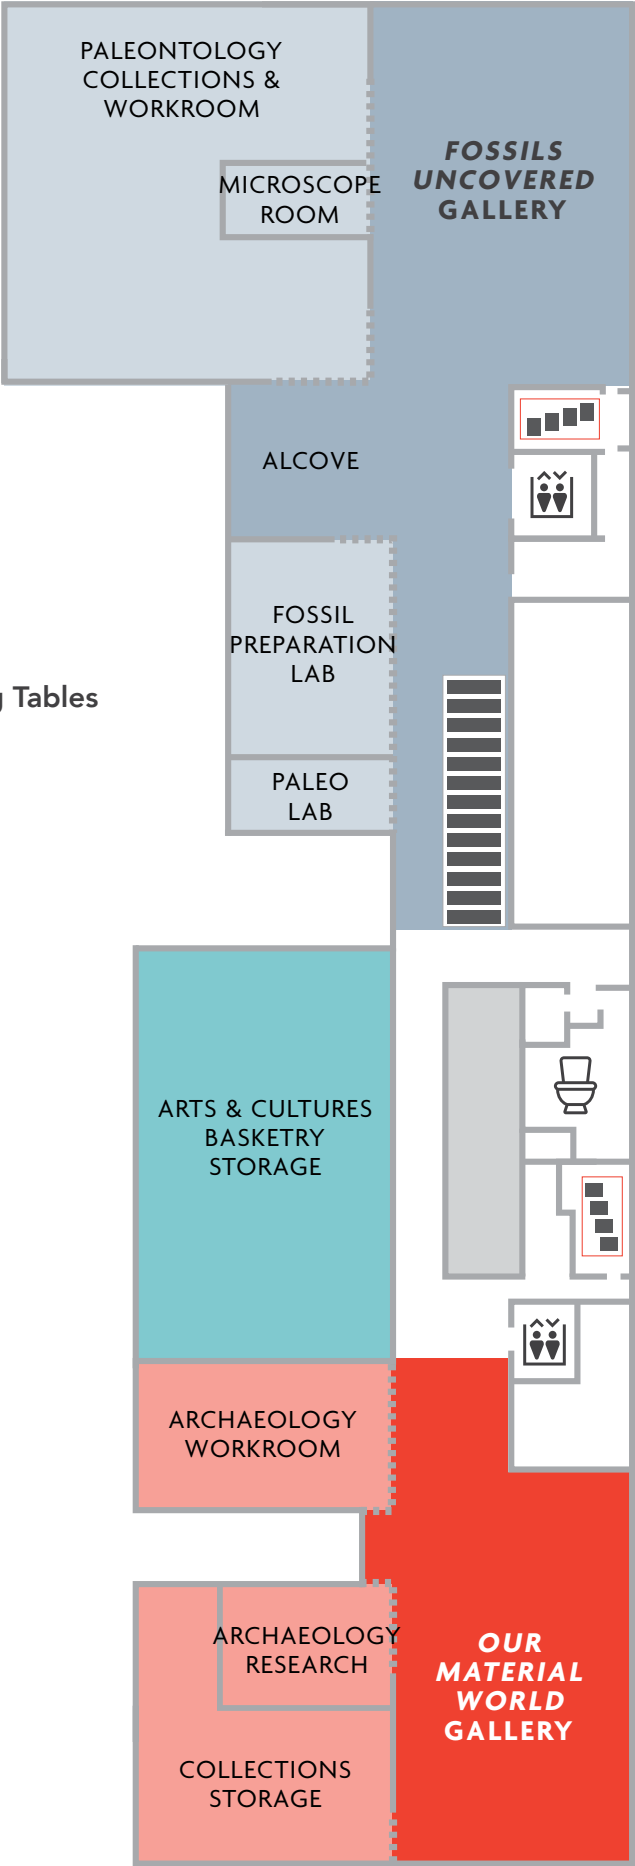 PALEONTOLOGY
COLLECTIONS &
WORKROOM
FOSSILS
UNCOVERED
GALLERY
MICROSCOPE
ROOM
ALCOVE
FOSSIL
PREPARATION
LAB
Tables
PALEO
LAB
ARTS & CULTURES
BASKETRY
STORAGE
ARCHAEOLOGY
WORKROOM
ARCHAEOLOGY
RESEARCH
OUR
MATERIAL
WORLD
GALLERY
COLLECTIONS
STORAGE